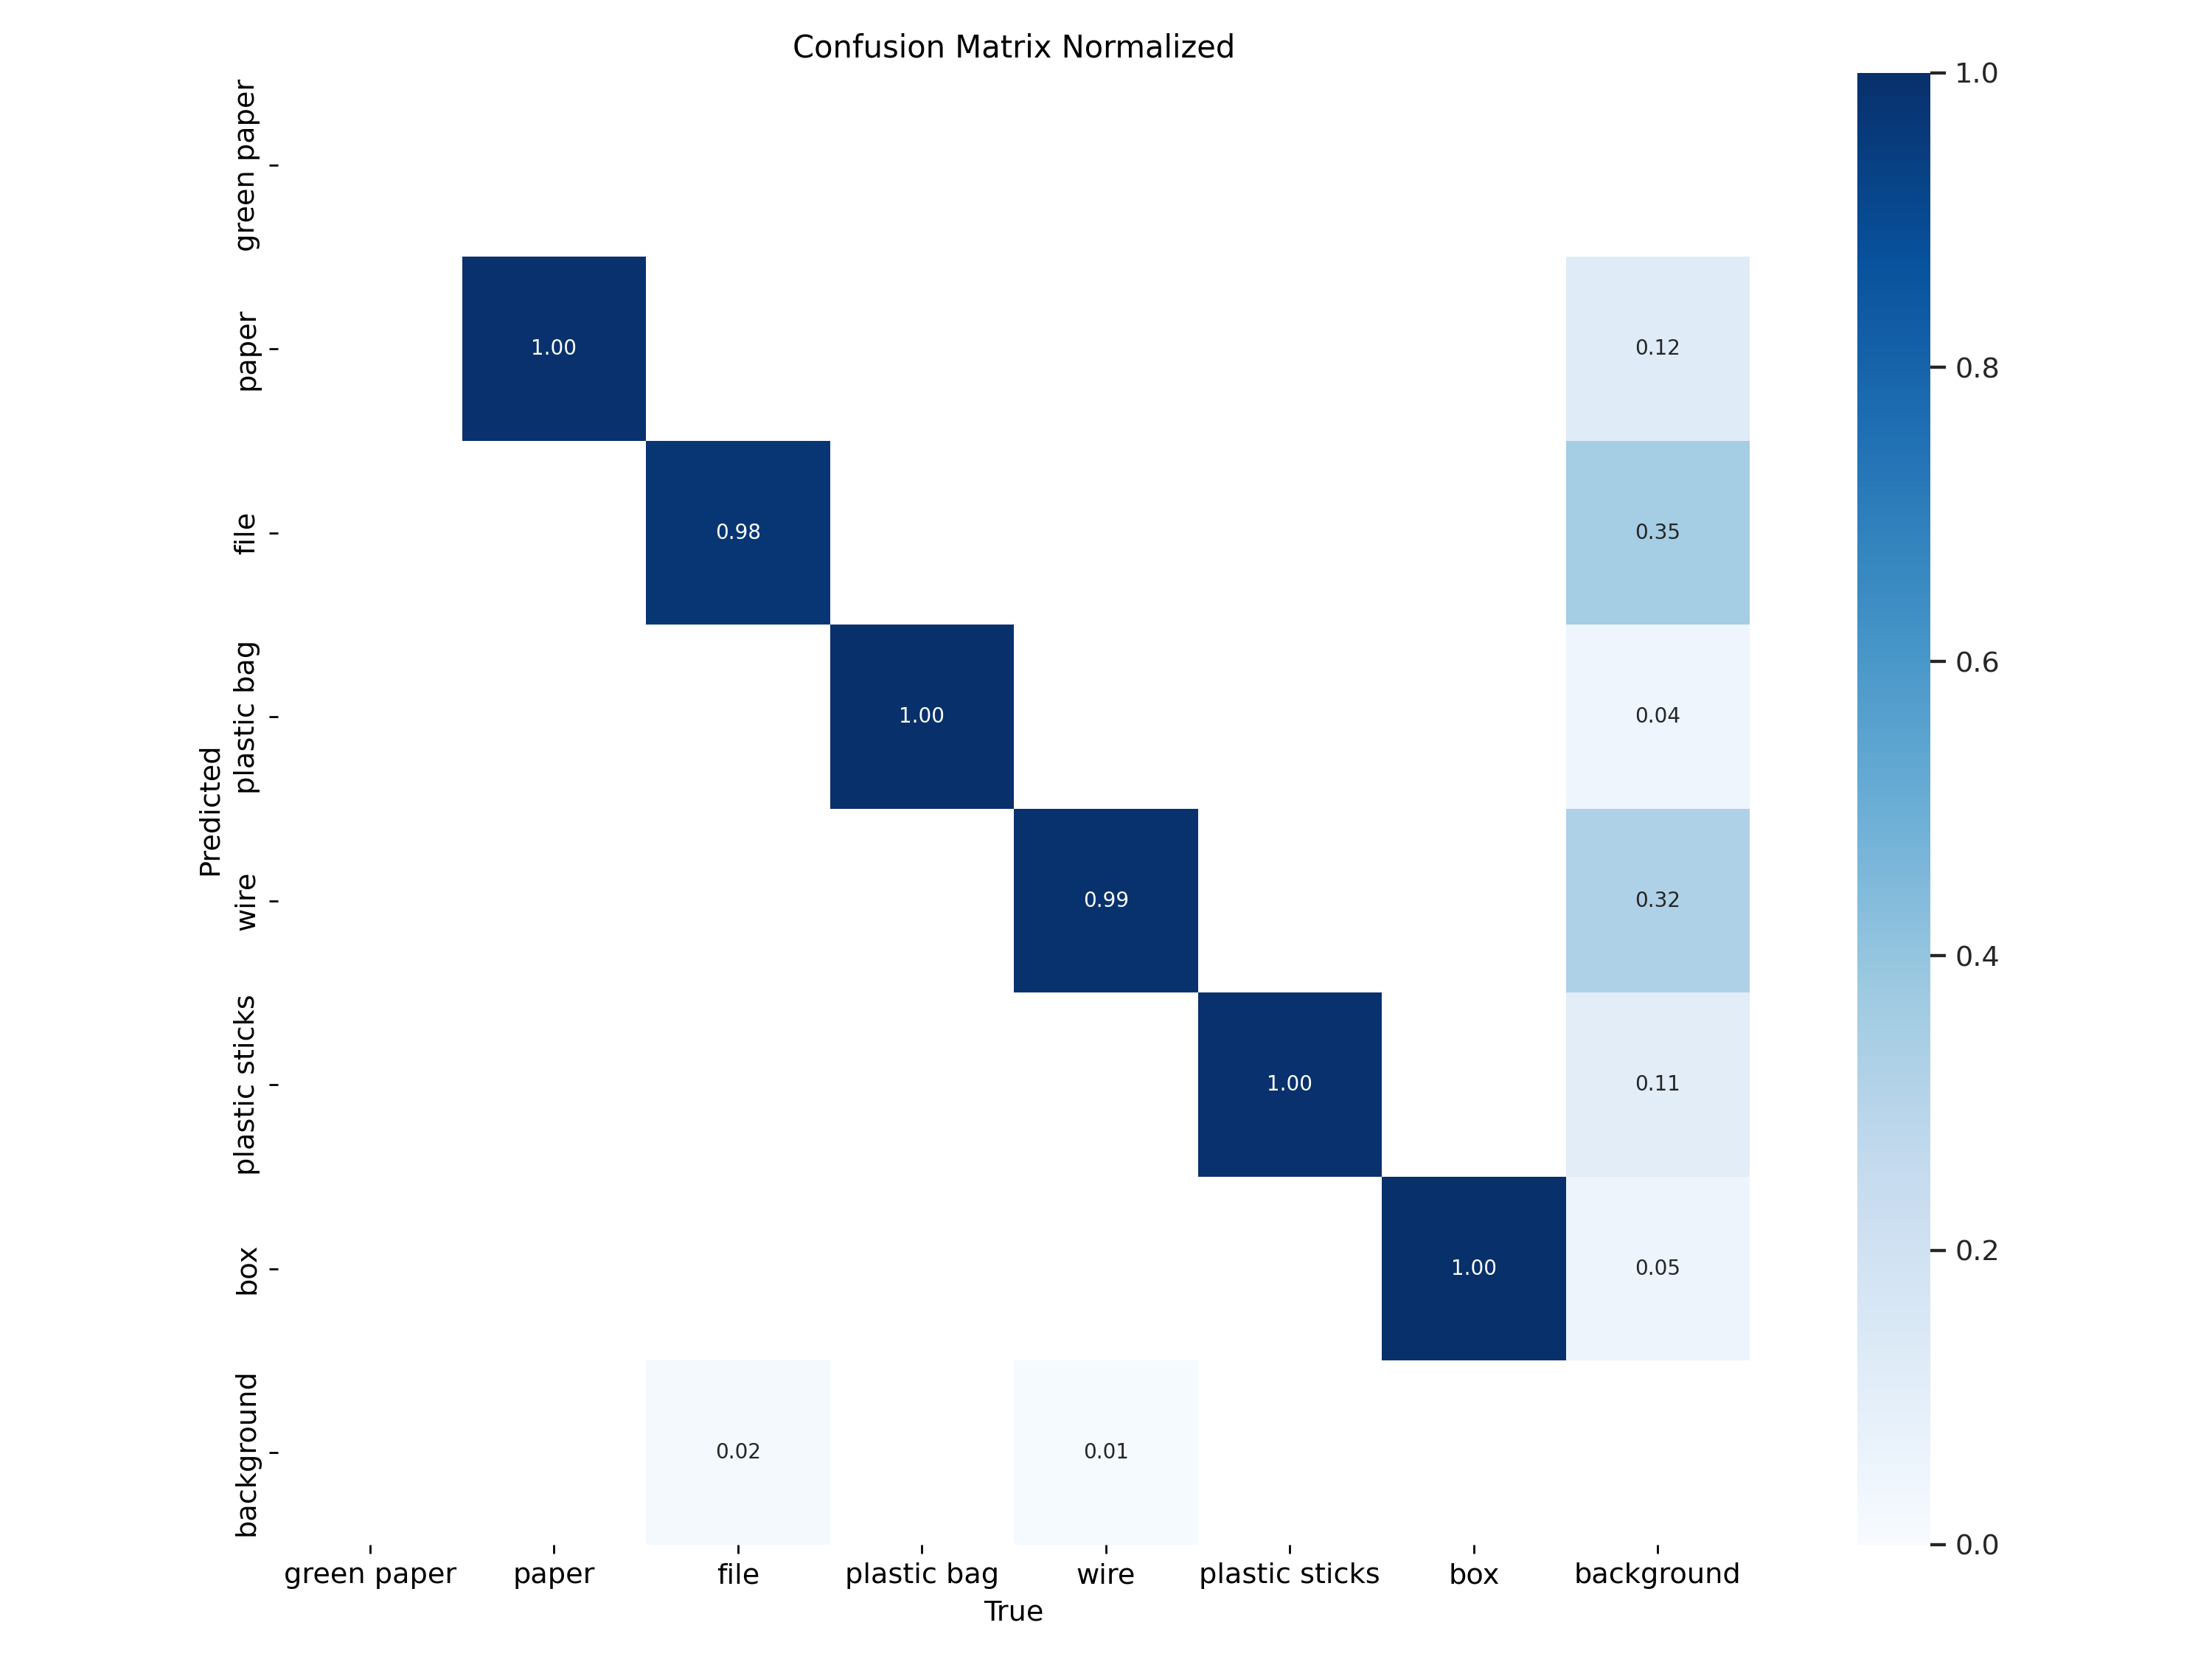 Confusion Matrix Normalized
green paper
paper
file
plastic bag
wire
plastic sticks
box
background
Predicted
1.00
0.12
0.98
0.35
1.00
0.04
0.99
0.32
1.00
0.11
1.00
0.05
0.02
0.01
green paper
paper
file
plastic bag
wire
plastic sticks
box
background
True
1.0
0.8
0.6
0.4
0.2
0.0